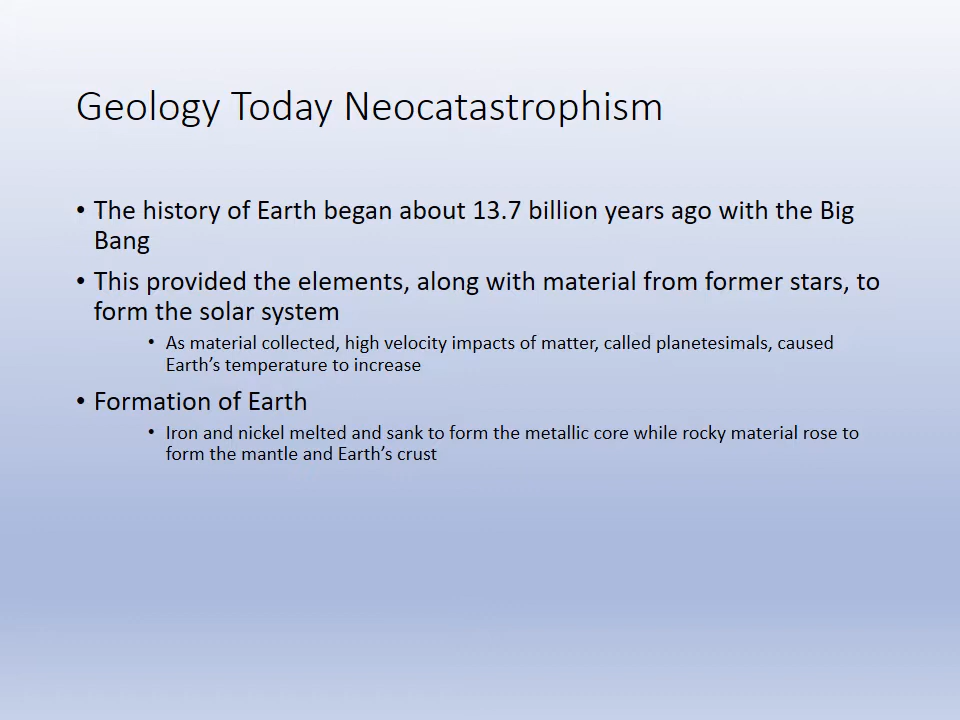 Geology Today Neocatastrophism
• The history of Earth began about 13.7 billion years ago with the Big
Bang
• This provided the elements, along with material from former stars, to
form the solar system
• As material collected, high velocity impacts of matter, called planetesimals, caused
Earth's temperature to increase
• Formation of Earth
• Iron and nickel melted and sank to form the metallic core while rocky material rose to
form the mantle and Earth's crust